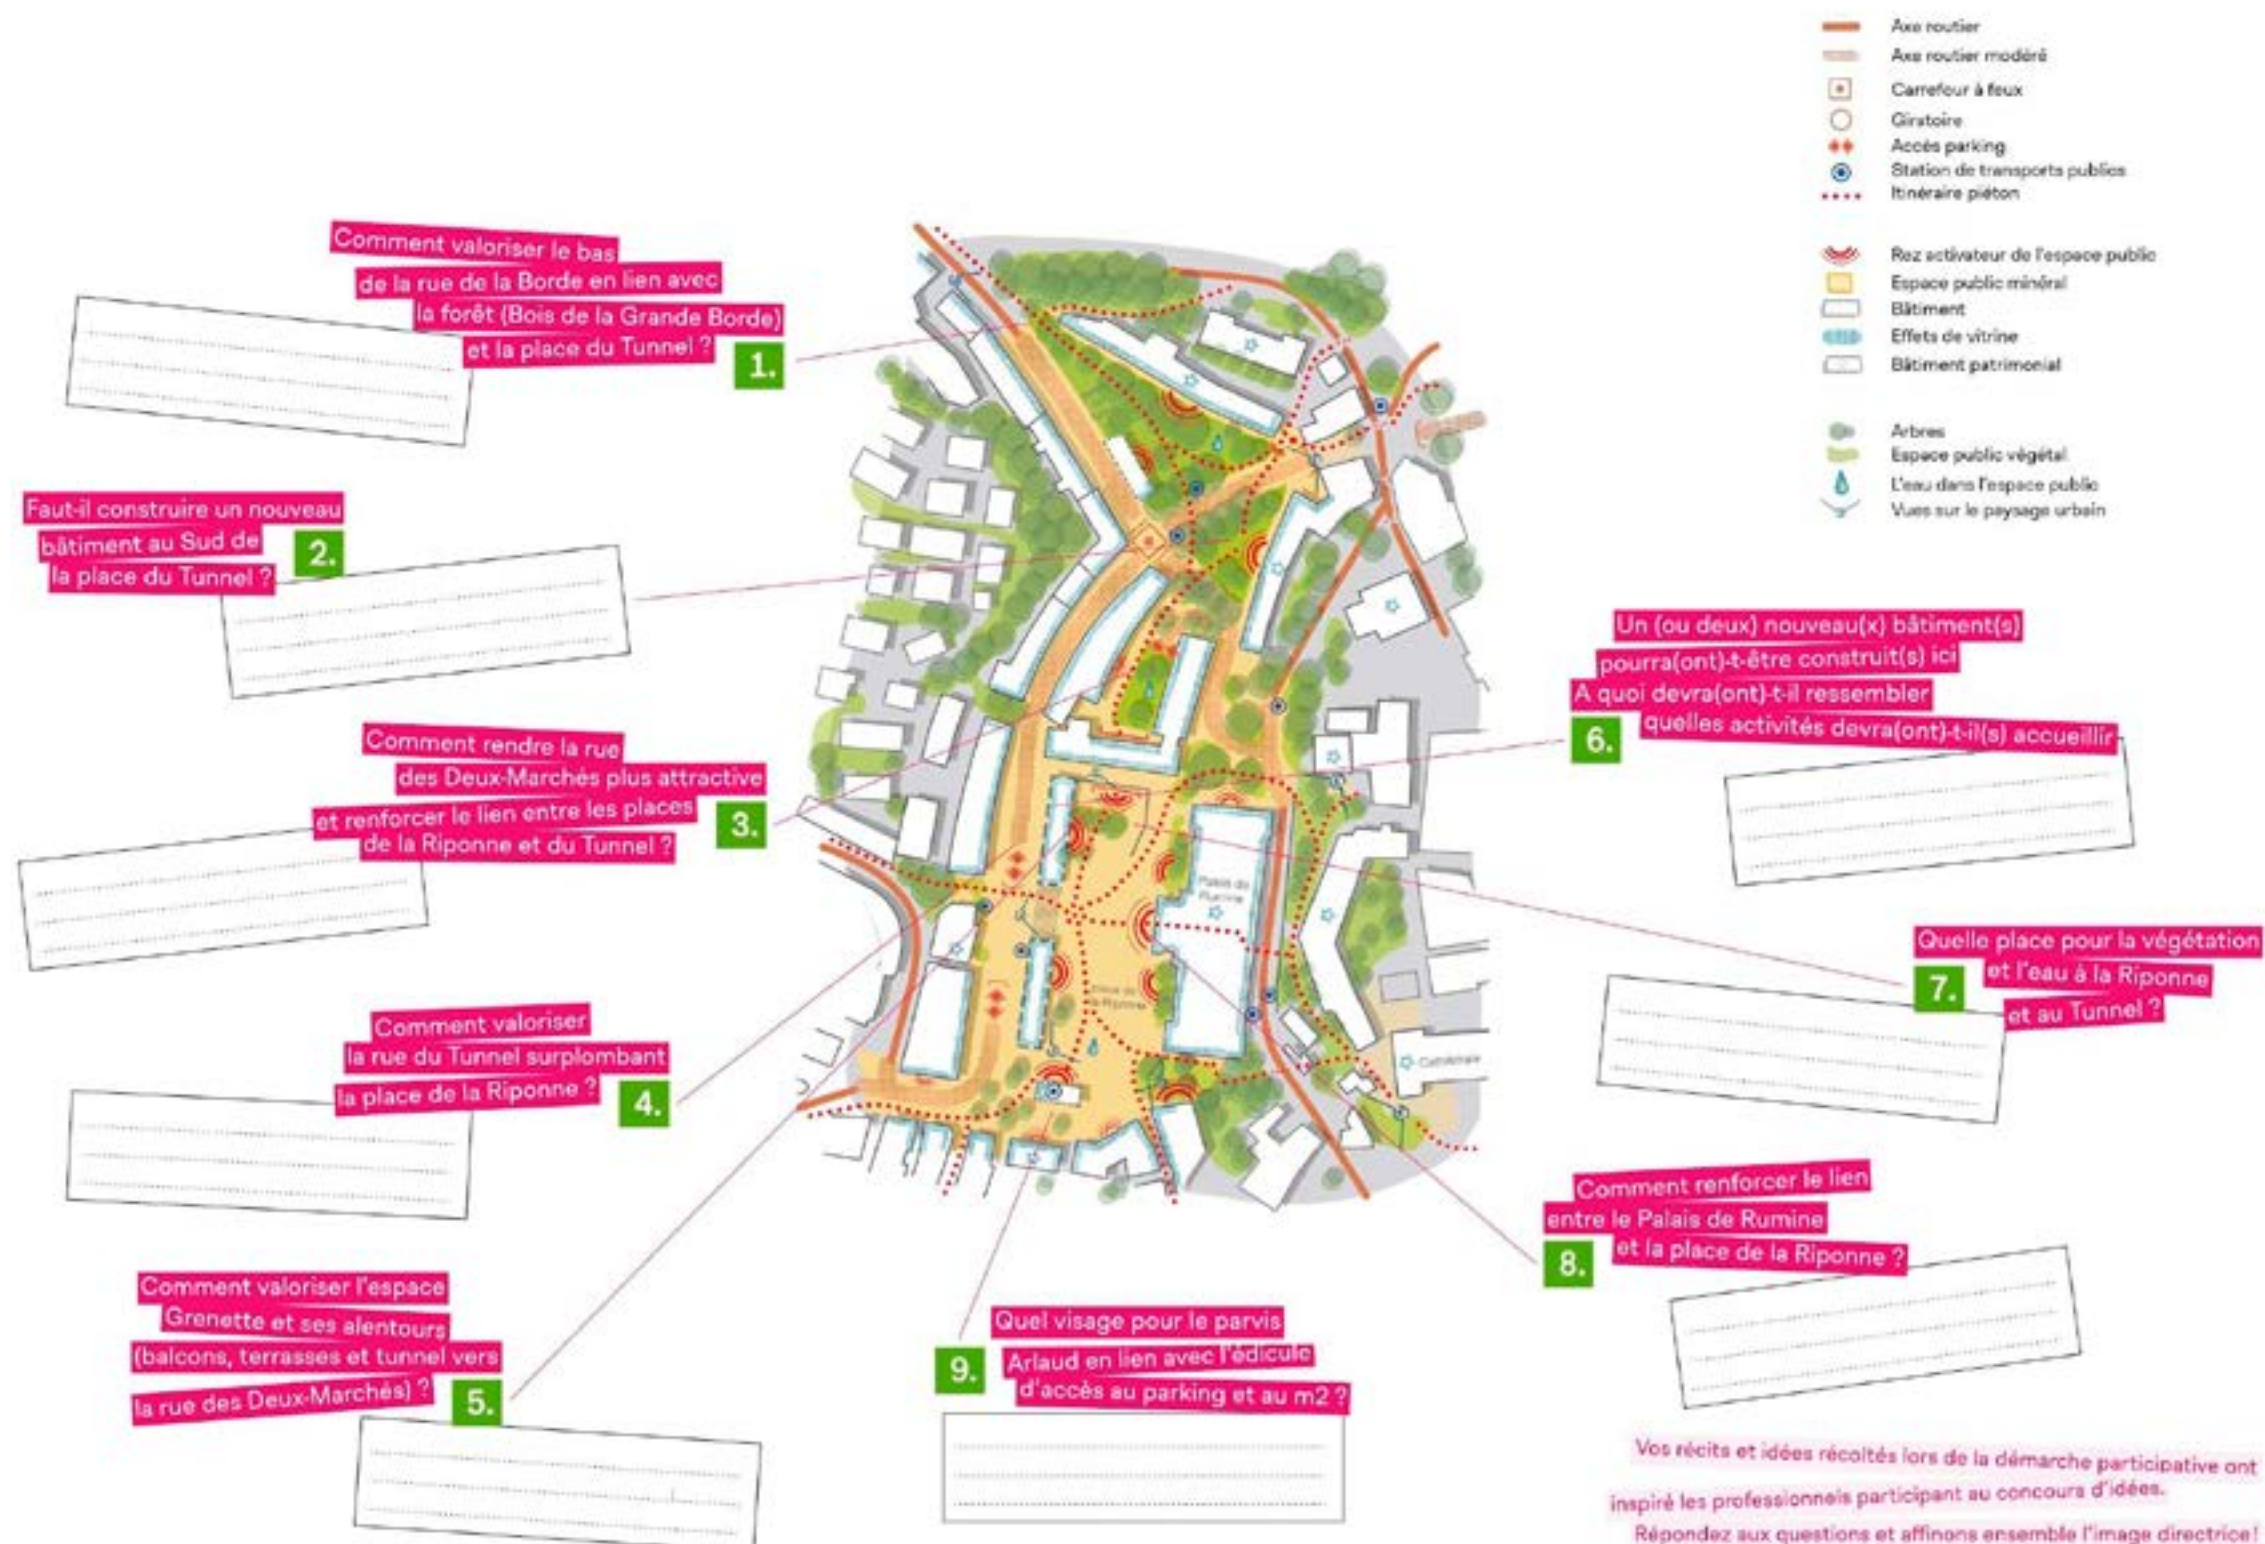 Axe routier
Axe routier modéré
Carrefour à feux
Giratoire
Accès parking
Station de transports publics
Itinéraire piéton
Rez activateur de l'espace public
Espace public minéral
Bâtiment
Effets de vitrine
Bâtiment patrimonial
Arbres
Espace public végétal
L'eau dans l'espace public
Vues sur le paysage urbain
Comment valoriser le bas
de la rue de la Borde en lien avec
la forêt (Bois de la Grande Borde)
et la place du Tunnel ?
1.
Faut-il construire un nouveau
bâtiment au Sud de
la place du Tunnel ?
2.
Comment rendre la rue
des Deux-Marchés plus attractive
et renforcer le lien entre les places
de la Riponne et du Tunnel ?
3.
Comment valoriser
la rue du Tunnel surplombant
la place de la Riponne ?
4.
Comment valoriser l'espace
Grenette et ses alentours
(balcons, terrasses et tunnel vers
la rue des Deux-Marchés) ?
5.
Un (ou deux) nouveau(x) bâtiment(s)
pourra(ont)-t-être construit(s) ici
A quoi devra(ont)-t-il ressembler
quelles activités devra(ont)-t-il(s) accueillir
6.
Quelle place pour la végétation
et l'eau à la Riponne
et au Tunnel ?
7.
Comment renforcer le lien
entre le Palais de Rumine
et la place de la Riponne ?
8.
Quel visage pour le parvis
Arlaud en lien avec l'édicule
d'accès au parking et au m2 ?
9.
Palais de
Rumine
Place de
la Riponne
Cathédrale
Vos récits et idées récoltés lors de la démarche participative ont
inspiré les professionnels participant au concours d'idées.
Répondez aux questions et affinons ensemble l'image directrice!